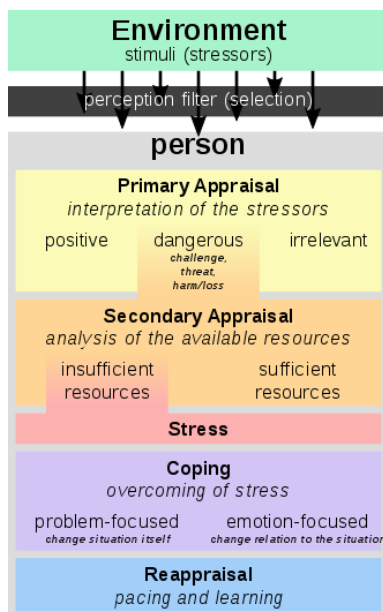 Environment
stimuli (stressors)
perception filter (selection)
person
Primary Appraisal
interpretation of the stressors
positive dangerous irrelevant
challenge,
threat,
harm/loss
Secondary Appraisal
analysis of the available resources
insufficient sufficient
resources resources
Stress
Coping
overcoming of stress
problem-focused emotion-focused
change situation itself change relation to the situation
Reappraisal
pacing and learning